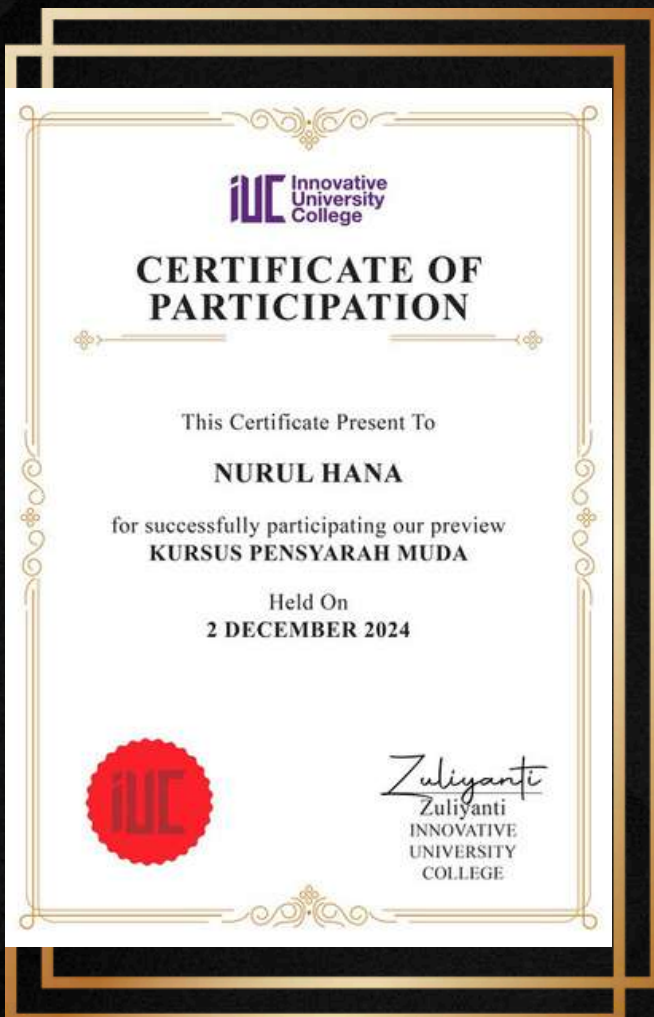 iUC Innovative
University
College
CERTIFICATE OF
PARTICIPATION
This Certificate Present To
NURUL HANA
for successfully participating our preview
KURSUS PENSYARAH MUDA
Held On
2 DECEMBER 2024
iUC
Zuliyanti
Zuliyanti
INNOVATIVE
UNIVERSITY
COLLEGE